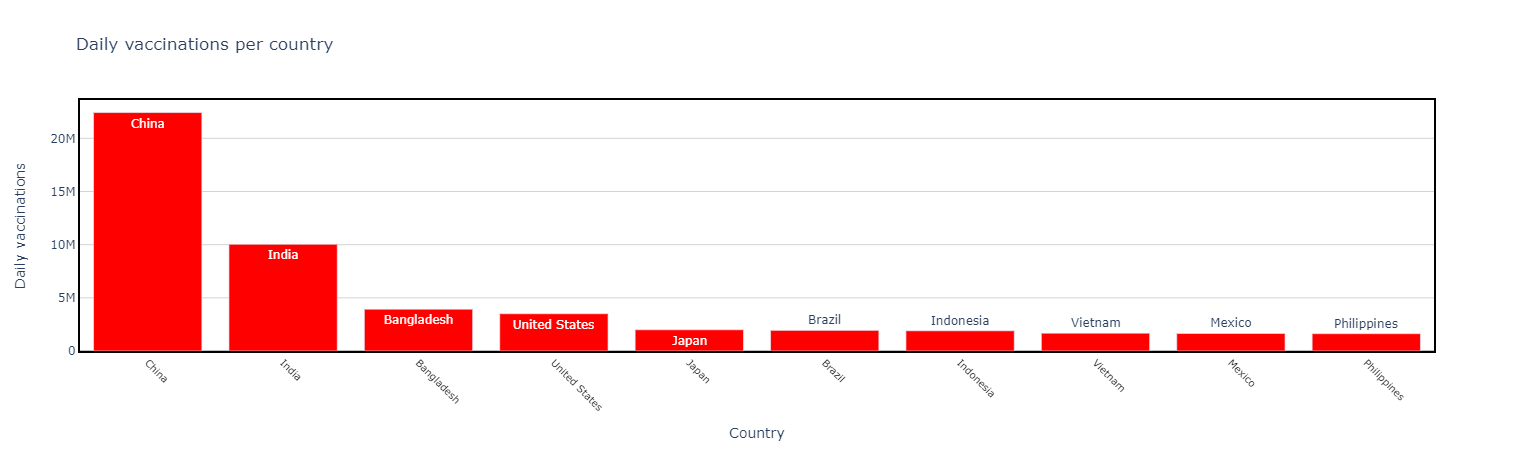 Daily vaccinations per country
Daily vaccinations
20M
15M
10M
5M
0
China
India
Bangladesh
United States
Japan
Brazil
Indonesia
Vietnam
Mexico
Philippines
China
India
Bangladesh
United States
Japan
Brazil
Indonesia
Vietnam
Mexico
Philippines
Country